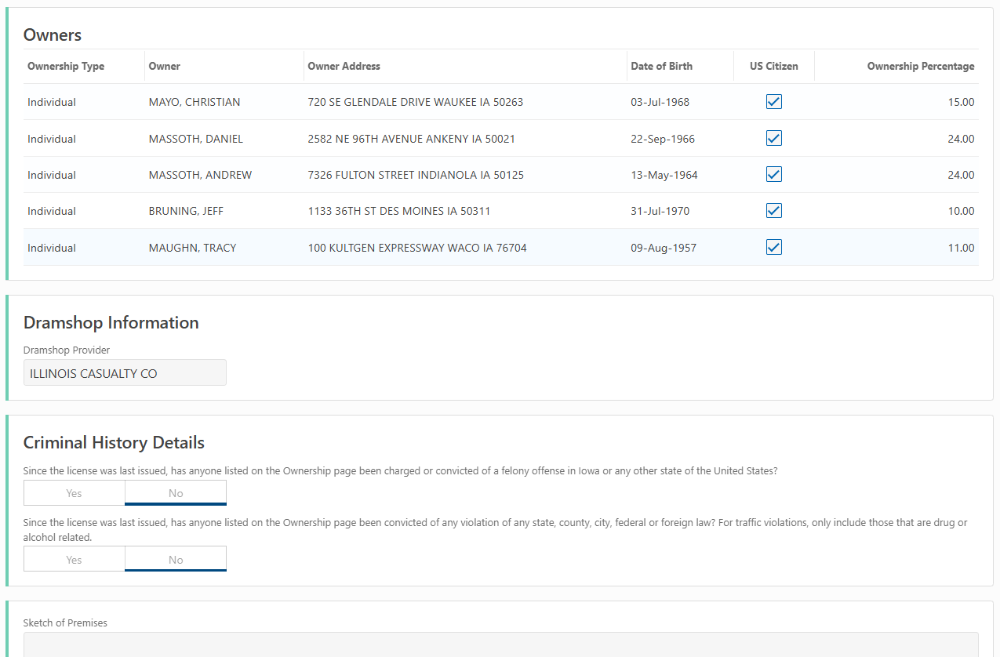 Owners
Ownership Type Owner Owner Address Date of Birth US Citizen Ownership Percentage
Individual MAYO, CHRISTIAN 720 SE GLENDALE DRIVE WAUKEE IA 50263 03-Jul-1968 15.00
Individual MASSOTH, DANIEL 2582 NE 96TH AVENUE ANKENY IA 50021 22-Sep-1966 24.00
Individual MASSOTH, ANDREW 7326 FULTON STREET INDIANOLA IA 50125 13-May-1964 24.00
Individual BRUNING, JEFF 1133 36TH ST DES MOINES IA 50311 31-Jul-1970 10.00
Individual MAUGHN, TRACY 100 KULTGEN EXPRESSWAY WACO IA 76704 09-Aug-1957 11.00
Dramshop Information
Dramshop Provider
ILLINOIS CASUALTY CO
Criminal History Details
Since the license was last issued, has anyone listed on the Ownership page been charged or convicted of a felony offense in Iowa or any other state of the United States?
Yes No
Since the license was last issued, has anyone listed on the Ownership page been convicted of any violation of any state, county, city, federal or foreign law? For traffic violations, only include those that are drug or
alcohol related.
Yes No
Sketch of Premises